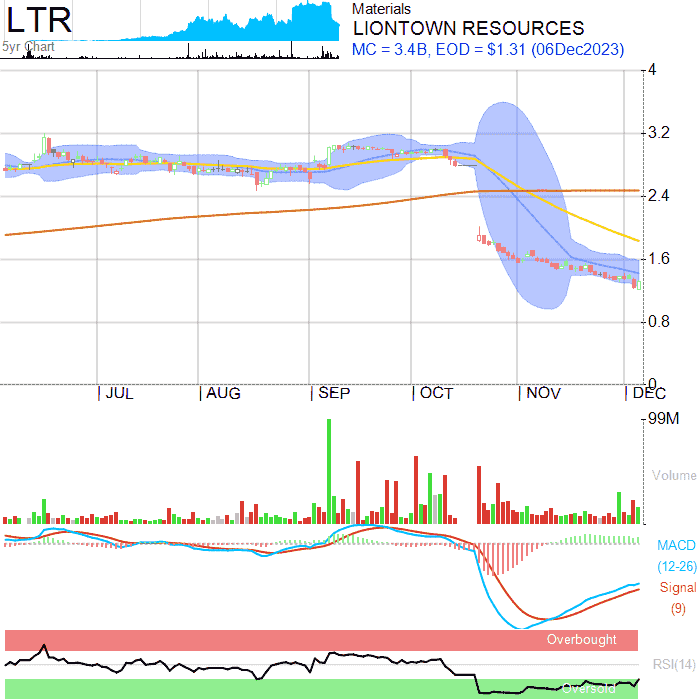 LTR
5yr Chart
Materials
LIONTOWN RESOURCES
MC = 3.4B, EOD = $1.31 (06Dec2023)
4
3.2
2.4
1.6
0.8
0
JUL
AUG
SEP
OCT
NOV
DEC
99M
Volume
MACD
(12-26)
Signal
(9)
Overbought
RSI(14)
Oversold